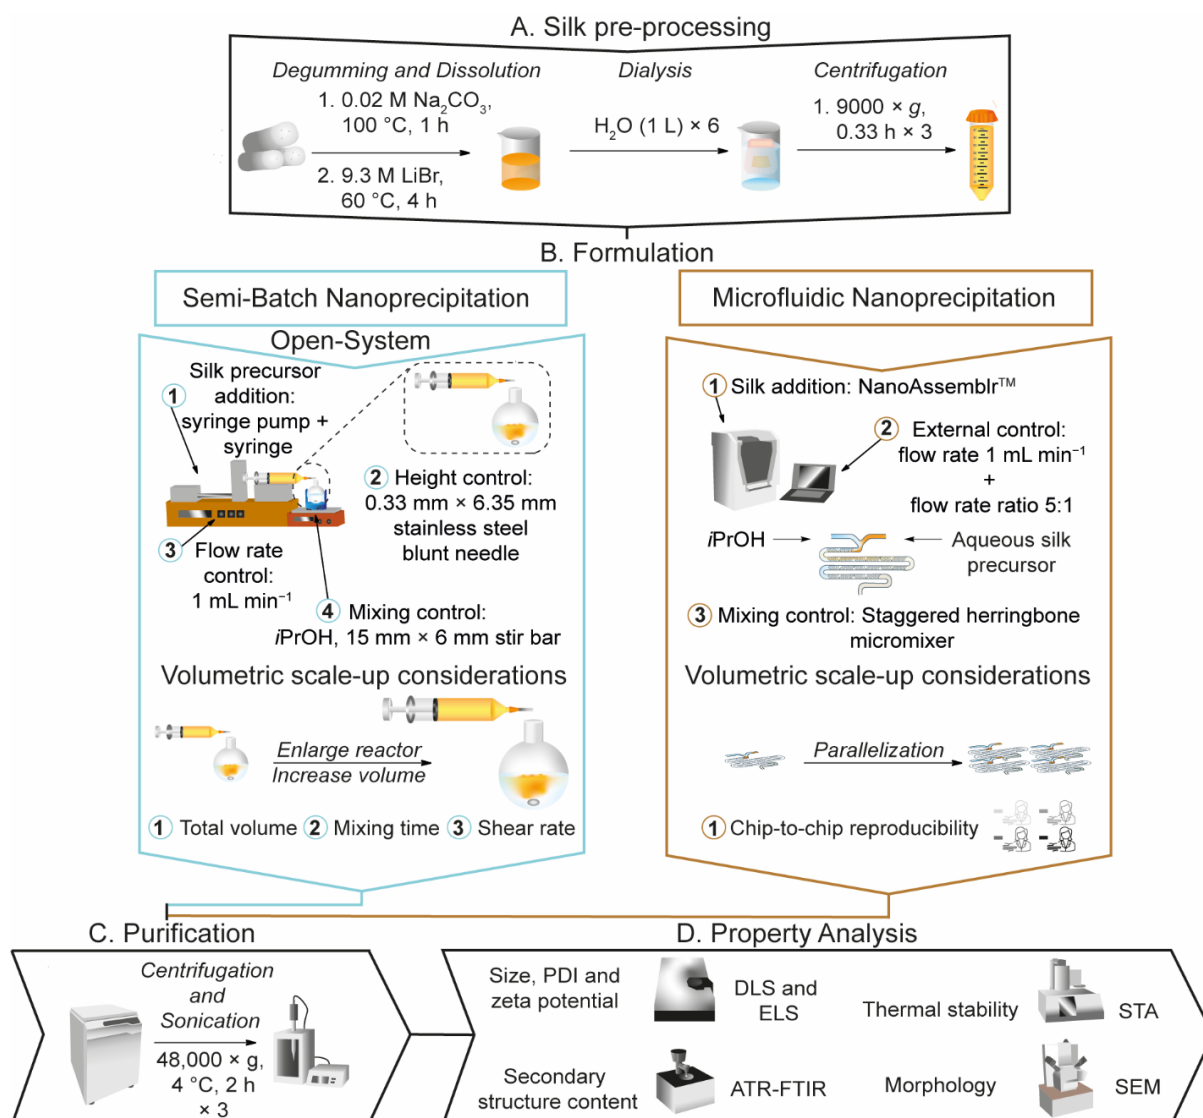 A. Silk pre-processing
Degumming and Dissolution
1. 0.02 M Na₂CO₃,
100 °C, 1 h
2. 9.3 M LiBr,
60 °C, 4 h
Dialysis
H₂O (1 L) × 6
Centrifugation
1. 9000 × g,
0.33 h × 3
B. Formulation
Semi-Batch Nanoprecipitation
Open-System
1 Silk precursor
addition:
syringe pump +
syringe
2 Height control:
0.33 mm × 6.35 mm
stainless steel
blunt needle
3 Flow rate
control:
1 mL min⁻¹
4 Mixing control:
iPrOH, 15 mm × 6 mm stir bar
Volumetric scale-up considerations
Enlarge reactor
Increase volume
1 Total volume 2 Mixing time 3 Shear rate
Microfluidic Nanoprecipitation
1 Silk addition: NanoAssemblr™
2 External control:
flow rate 1 mL min⁻¹
+
flow rate ratio 5:1
iPrOH
Aqueous silk
precursor
3 Mixing control: Staggered herringbone
micromixer
Volumetric scale-up considerations
Parallelization
1 Chip-to-chip reproducibility
C. Purification
Centrifugation
and
Sonication
48,000 × g,
4 °C, 2 h
× 3
D. Property Analysis
Size, PDI and
zeta potential
DLS and
ELS
Thermal stability
STA
Secondary
structure content
ATR-FTIR
Morphology
SEM